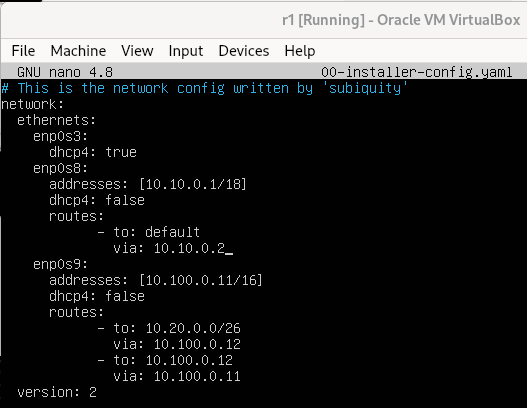 r1 [Running] - Oracle VM VirtualBox
File Machine View Input Devices Help
GNU nano 4.8 00-installer-config.yaml
# This is the network config written by 'subiquity'
network:
  ethernets:
    enp0s3:
      dhcp4: true
    enp0s8:
      addresses: [10.10.0.1/18]
      dhcp4: false
      routes:
            - to: default
              via: 10.10.0.2_
    enp0s9:
      addresses: [10.100.0.11/16]
      dhcp4: false
      routes:
            - to: 10.20.0.0/26
              via: 10.100.0.12
            - to: 10.100.0.12
              via: 10.100.0.11
  version: 2